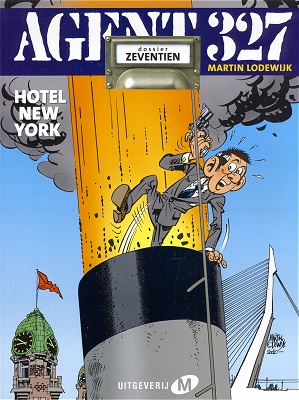 AGENT 327
dossier
ZEVENTIEN
MARTIN LODEWIJK
HOTEL
NEW
YORK
UITGEVERIJ M